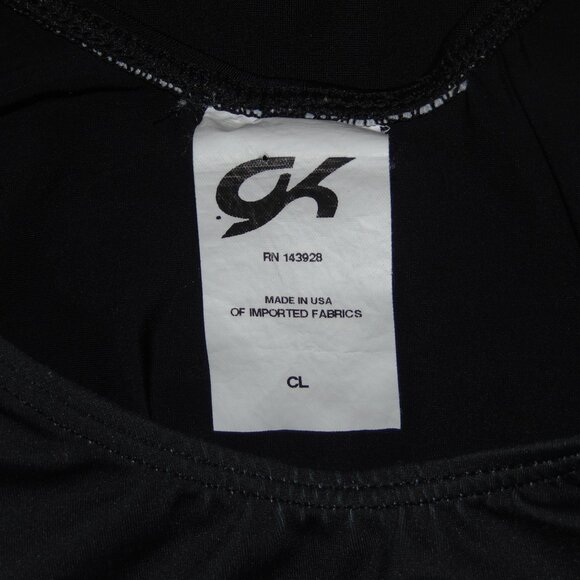 GK
RN 143928
MADE IN USA
OF IMPORTED FABRICS
CL